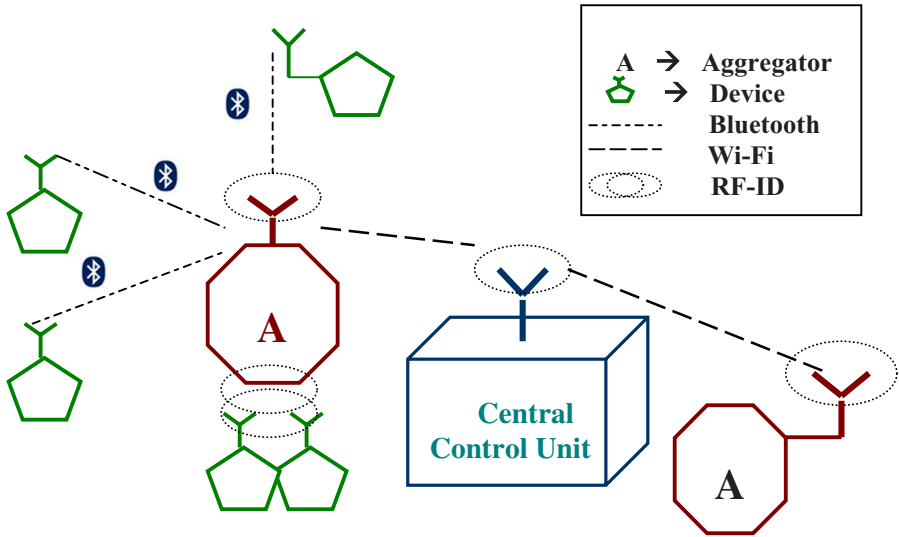 A → Aggregator
→ Device
Bluetooth
Wi-Fi
RF-ID
A
Central
Control Unit
A